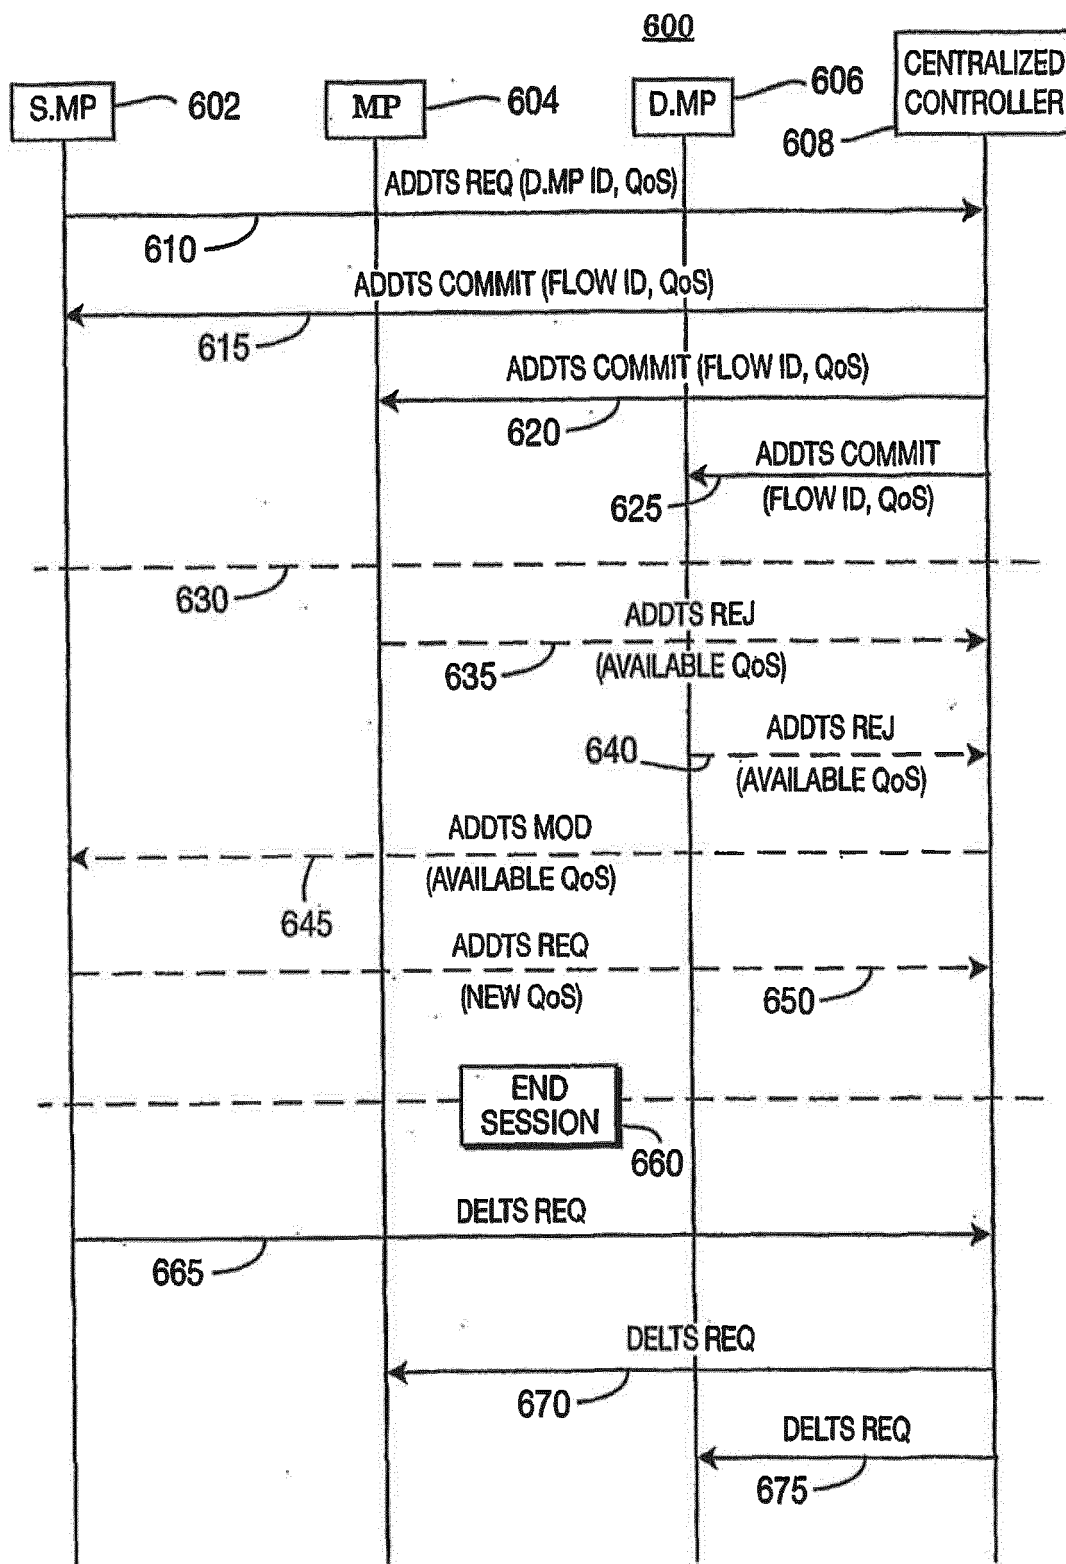 600
S.MP
602
MP
604
D.MP
606
CENTRALIZED
CONTROLLER
608
ADDTS REQ (D.MP ID, QoS)
610
ADDTS COMMIT (FLOW ID, QoS)
615
ADDTS COMMIT (FLOW ID, QoS)
620
ADDTS COMMIT
(FLOW ID, QoS)
625
630
ADDTS REJ
(AVAILABLE QoS)
635
ADDTS REJ
640
(AVAILABLE QoS)
ADDTS MOD
(AVAILABLE QoS)
645
ADDTS REQ
(NEW QoS)
650
END
SESSION
660
DELTS REQ
665
DELTS REQ
670
DELTS REQ
675